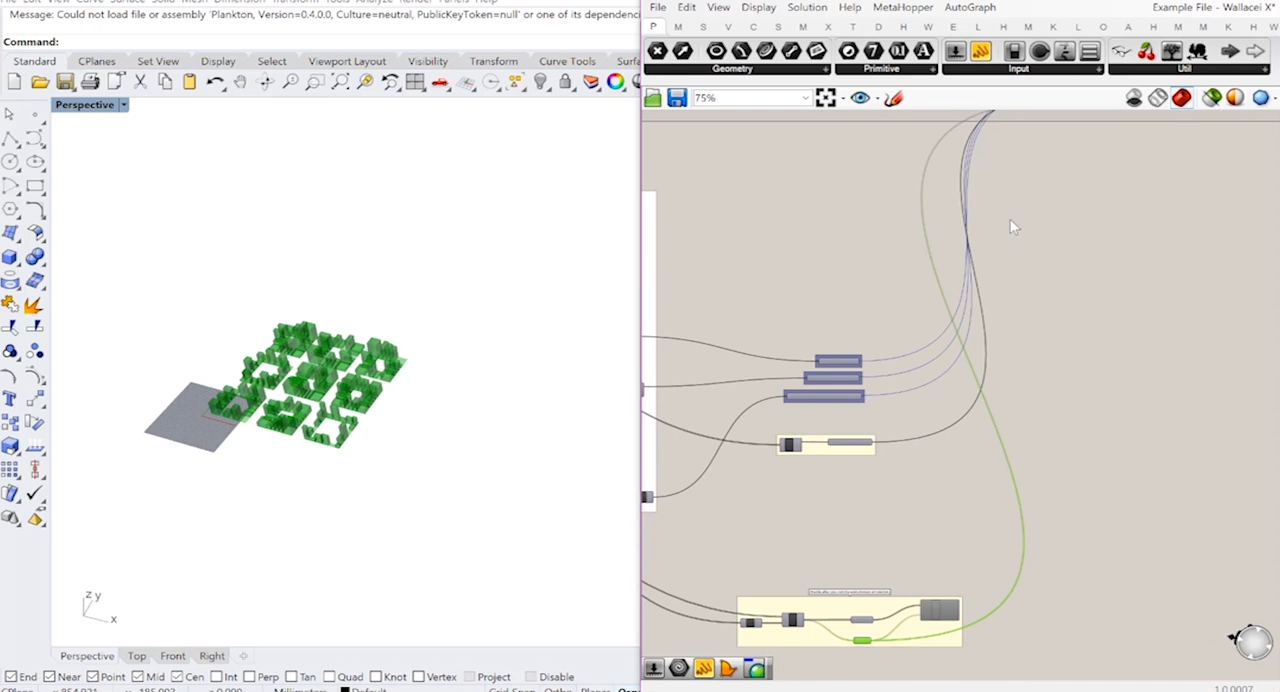 Message: Could not load file or assembly 'Plankton, Version=0.4.0.0, Culture=neutral, PublicKeyToken=null' or one of its dependenci
Command:
Standard CPlanes Set View Display Select Viewport Layout Visibility Transform Curve Tools Surfa
Perspective
z y
x
Perspective Top Front Right
End Near Point Mid Cen Int Perp Tan Quad Knot Vertex Project Disable
File Edit View Display Solution Help MetaHopper AutoGraph Example File - Wallacei X*
P M S V C S V M X T D H W E L H M K L O A H M M K H W
Geometry Primitive Input Util
75%
1.0.0007